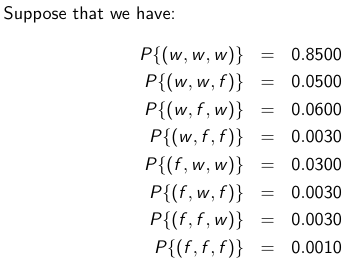 Suppose that we have:
P{(w, w, w)} = 0.8500
P{(w, w, f)} = 0.0500
P{(w, f, w)} = 0.0600
P{(w, f, f)} = 0.0030
P{(f, w, w)} = 0.0300
P{(f, w, f)} = 0.0030
P{(f, f, w)} = 0.0030
P{(f, f, f)} = 0.0010